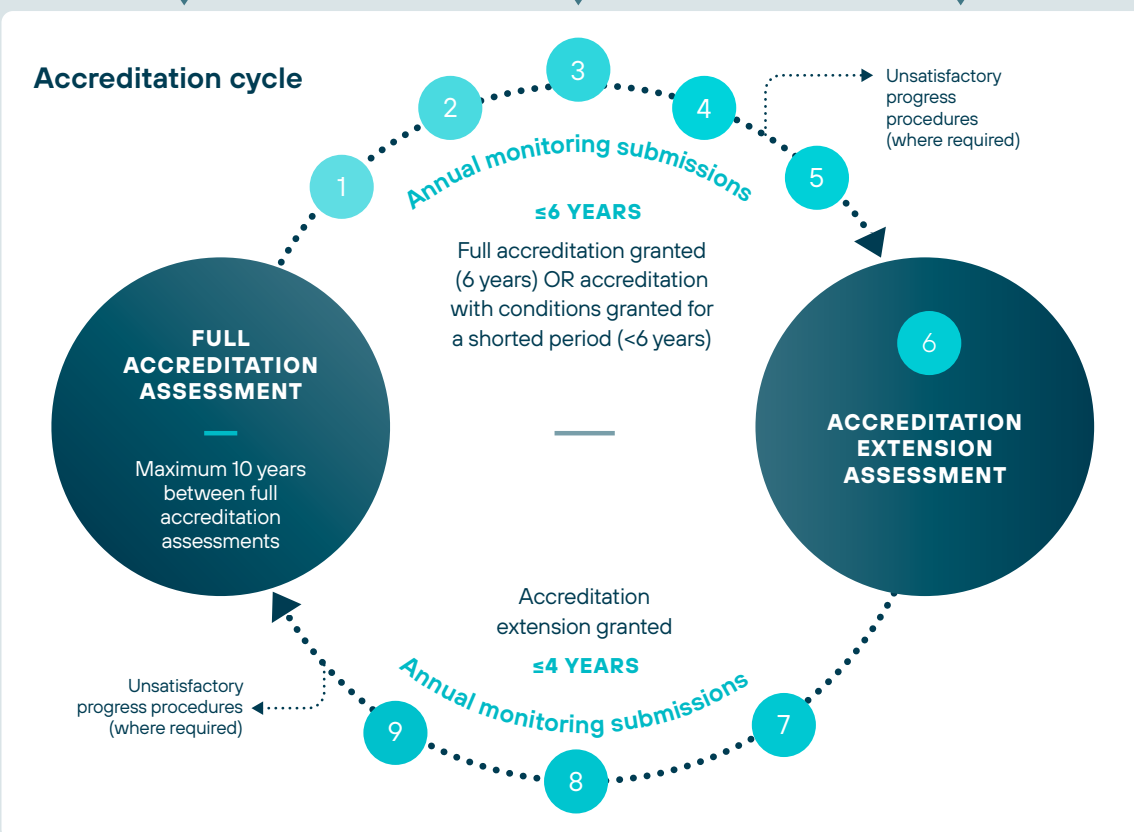 Accreditation cycle
1
2
3
4
5
Unsatisfactory
progress
procedures
(where required)
Annual monitoring submissions
≤6 YEARS
Full accreditation granted
(6 years) OR accreditation
with conditions granted for
a shorted period (<6 years)
FULL
ACCREDITATION
ASSESSMENT
Maximum 10 years
between full
accreditation
assessments
6
ACCREDITATION
EXTENSION
ASSESSMENT
Accreditation
extension granted
≤4 YEARS
Annual monitoring submissions
7
8
9
Unsatisfactory
progress procedures
(where required)